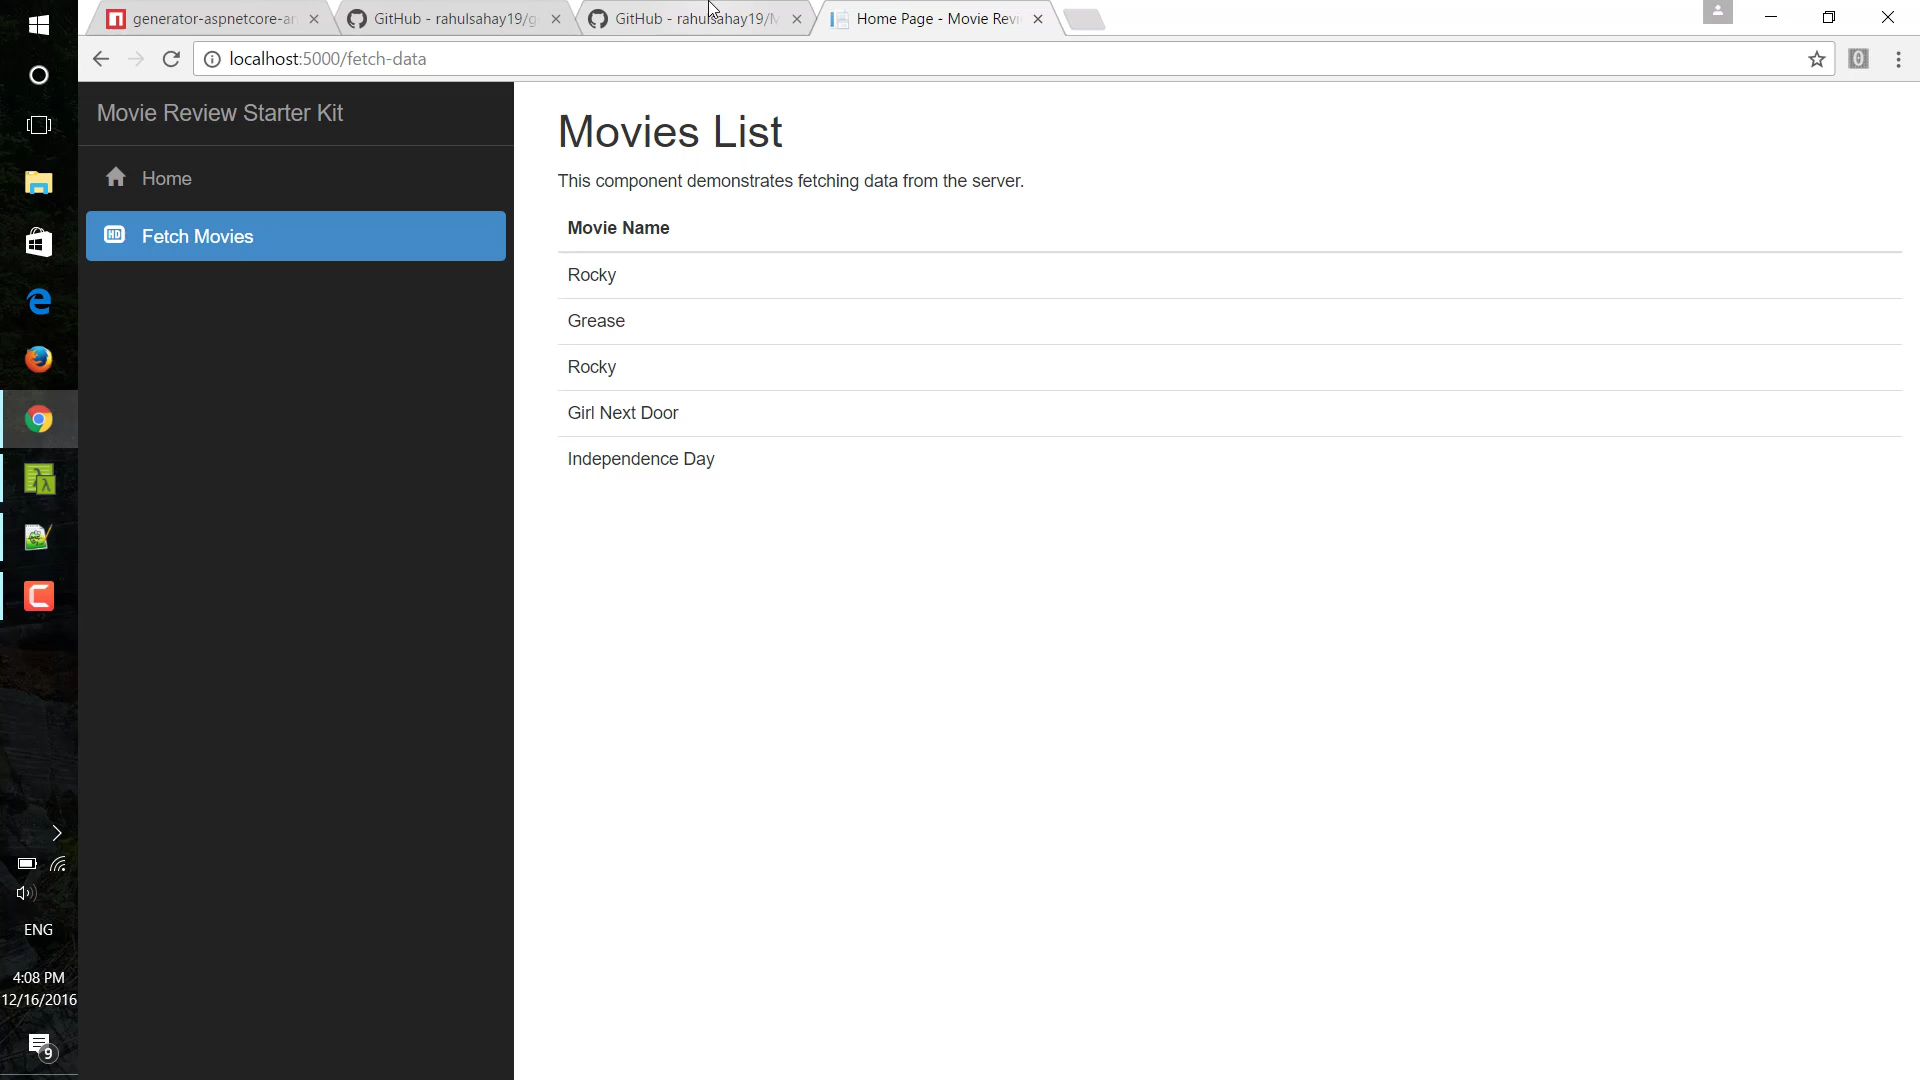 generator-aspnetcore-an
GitHub - rahulsahay19/g
GitHub - rahulsahay19/M
Home Page - Movie Revi
localhost:5000/fetch-data
Movie Review Starter Kit
Home
HD Fetch Movies
Movies List
This component demonstrates fetching data from the server.
Movie Name
Rocky
Grease
Rocky
Girl Next Door
Independence Day
ENG
4:08 PM
12/16/2016
9